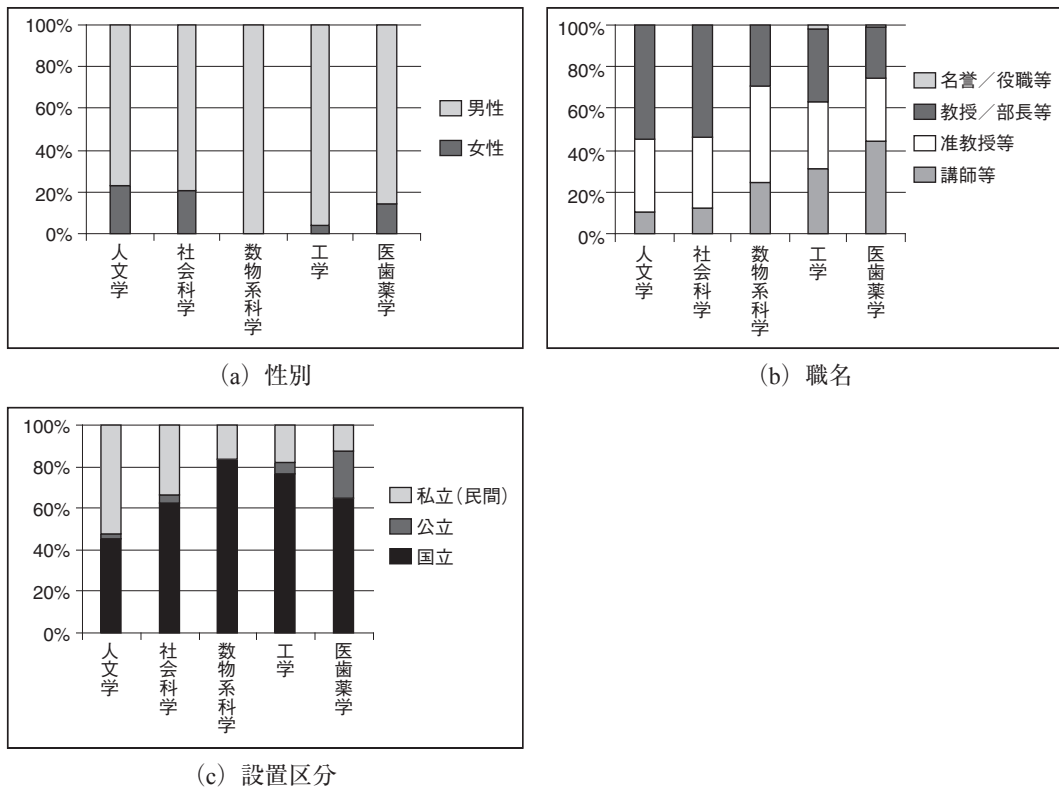 100%
80%
60%
40%
20%
0%
人文学
社会科学
数物系科学
工学
医歯薬学
男性
女性
(a) 性別
100%
80%
60%
40%
20%
0%
人文学
社会科学
数物系科学
工学
医歯薬学
名誉／役職等
教授／部長等
准教授等
講師等
(b) 職名
100%
80%
60%
40%
20%
0%
人文学
社会科学
数物系科学
工学
医歯薬学
私立(民間)
公立
国立
(c) 設置区分